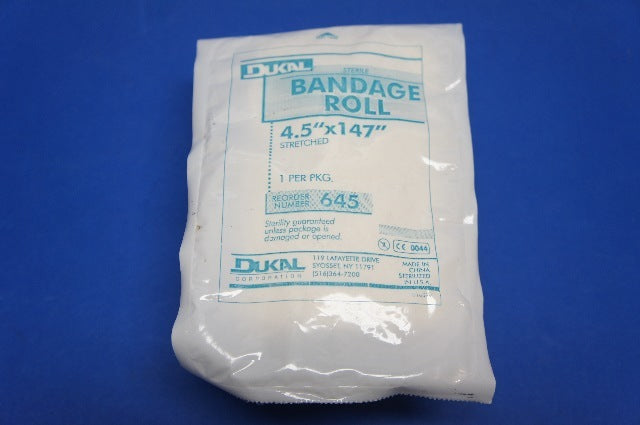 DUKAL
STERILE
BANDAGE
ROLL
4.5"x147"
STRETCHED
1 PER PKG.
REORDER
NUMBER 645
Sterility guaranteed
unless package is
damaged or opened.
CE 0044
DUKAL
CORPORATION
119 LAFAYETTE DRIVE
SYOSSET, NY 11791
(516)364-7200
MADE IN
CHINA
STERILIZED
IN U.S.A.